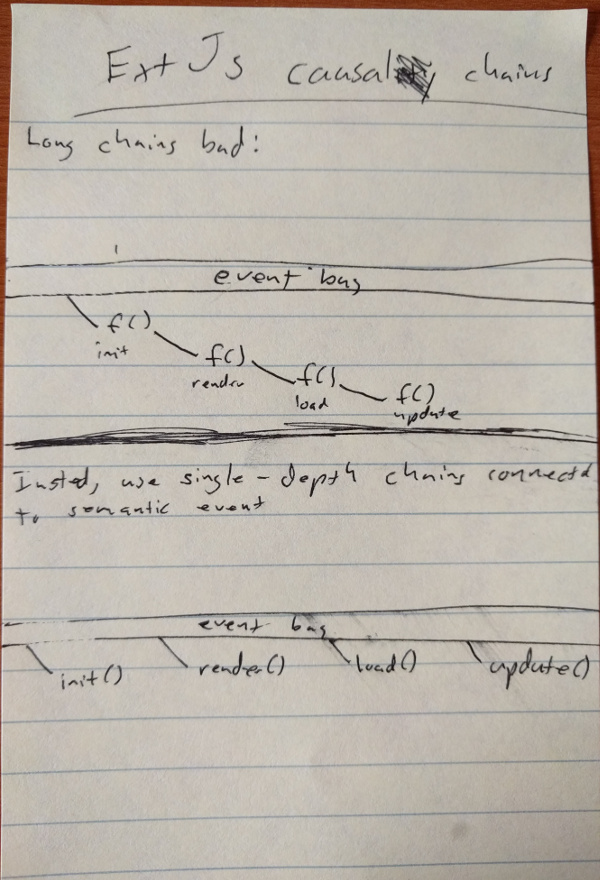 Ext Js causal chains
Long chains bad:
event bus
f()
init
f()
render
f()
load
f()
update
Insted, use single-depth chains connected
to semantic event
event bus
init() render() load() update()